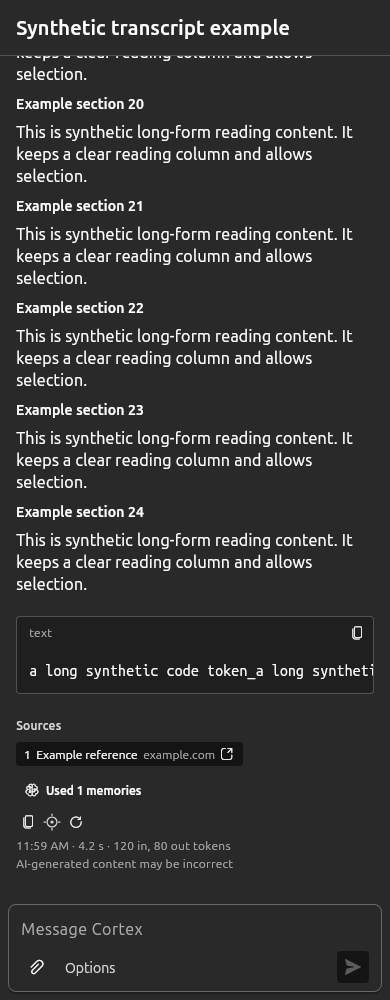 Synthetic transcript example
keeps a clear reading column and allows
selection.
Example section 20
This is synthetic long-form reading content. It
keeps a clear reading column and allows
selection.
Example section 21
This is synthetic long-form reading content. It
keeps a clear reading column and allows
selection.
Example section 22
This is synthetic long-form reading content. It
keeps a clear reading column and allows
selection.
Example section 23
This is synthetic long-form reading content. It
keeps a clear reading column and allows
selection.
Example section 24
This is synthetic long-form reading content. It
keeps a clear reading column and allows
selection.
text
a long synthetic code token_a long syntheti
Sources
1 Example reference example.com
Used 1 memories
11:59 AM · 4.2 s · 120 in, 80 out tokens
AI-generated content may be incorrect
Message Cortex
Options